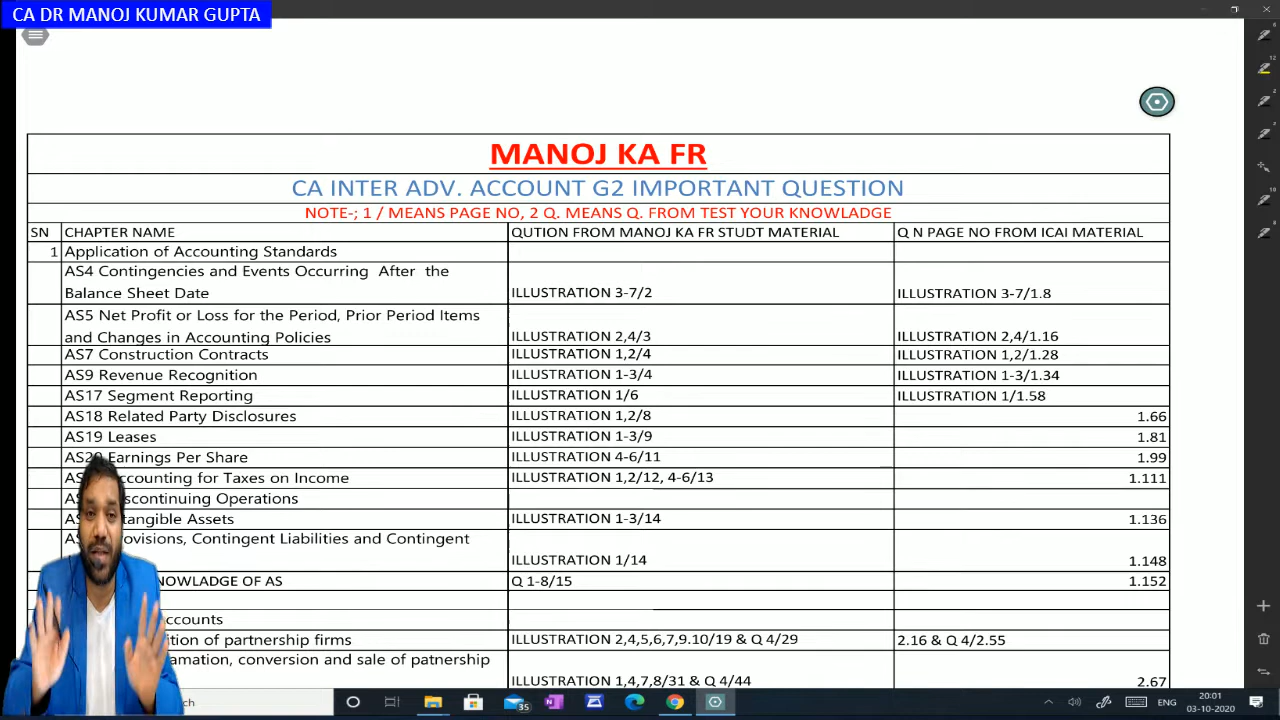 CA DR MANOJ KUMAR GUPTA
MANOJ KA FR
CA INTER ADV. ACCOUNT G2 IMPORTANT QUESTION
NOTE-; 1 / MEANS PAGE NO, 2 Q. MEANS Q. FROM TEST YOUR KNOWLADGE
SN CHAPTER NAME QUTION FROM MANOJ KA FR STUDT MATERIAL Q N PAGE NO FROM ICAI MATERIAL
1 Application of Accounting Standards
AS4 Contingencies and Events Occurring After the
Balance Sheet Date ILLUSTRATION 3-7/2 ILLUSTRATION 3-7/1.8
AS5 Net Profit or Loss for the Period, Prior Period Items
and Changes in Accounting Policies ILLUSTRATION 2,4/3 ILLUSTRATION 2,4/1.16
AS7 Construction Contracts ILLUSTRATION 1,2/4 ILLUSTRATION 1,2/1.28
AS9 Revenue Recognition ILLUSTRATION 1-3/4 ILLUSTRATION 1-3/1.34
AS17 Segment Reporting ILLUSTRATION 1/6 ILLUSTRATION 1/1.58
AS18 Related Party Disclosures ILLUSTRATION 1,2/8 1.66
AS19 Leases ILLUSTRATION 1-3/9 1.81
AS20 Earnings Per Share ILLUSTRATION 4-6/11 1.99
for Taxes on Income ILLUSTRATION 1,2/12, 4-6/13 1.111
Operations
Assets ILLUSTRATION 1-3/14 1.136
Contingent Liabilities and Contingent
ILLUSTRATION 1/14 1.148
OF AS Q 1-8/15 1.152
of partnership firms ILLUSTRATION 2,4,5,6,7,9.10/19 & Q 4/29 2.16 & Q 4/2.55
conversion and sale of patnership
ILLUSTRATION 1,4,7,8/31 & Q 4/44 2.67
35
ENG
20:01
03-10-2020